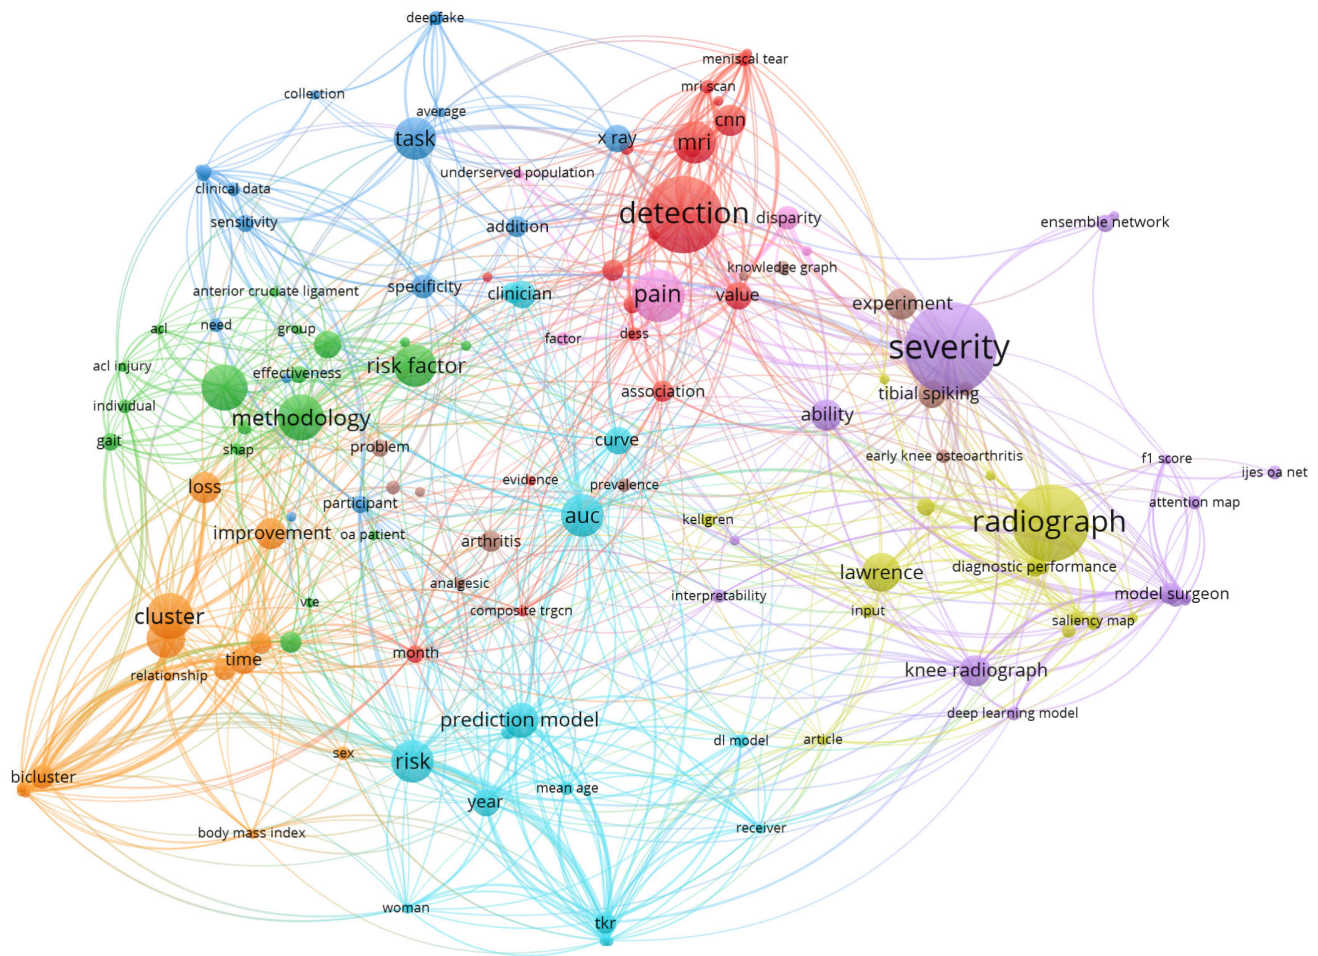 deepfake
meniscal tear
mri scan
collection
average
cnn
task
x ray
mri
underserved population
clinical data
detection
disparity
sensitivity
addition
ensemble network
knowledge graph
specificity
anterior cruciate ligament
clinician
pain
value
experiment
acl
need
group
factor
dess
severity
acl injury
effectiveness
risk factor
association
tibial spiking
individual
methodology
ability
gait
shap
problem
curve
early knee osteoarthritis
f1 score
ijes oa net
loss
evidence
prevalence
participant
attention map
auc
kellgren
radiograph
improvement
oa patient
arthritis
lawrence
diagnostic performance
analgesic
interpretability
model surgeon
vte
composite trgcn
input
saliency map
cluster
month
time
relationship
knee radiograph
prediction model
deep learning model
sex
risk
dl model
article
bicluster
mean age
year
body mass index
receiver
woman
tkr